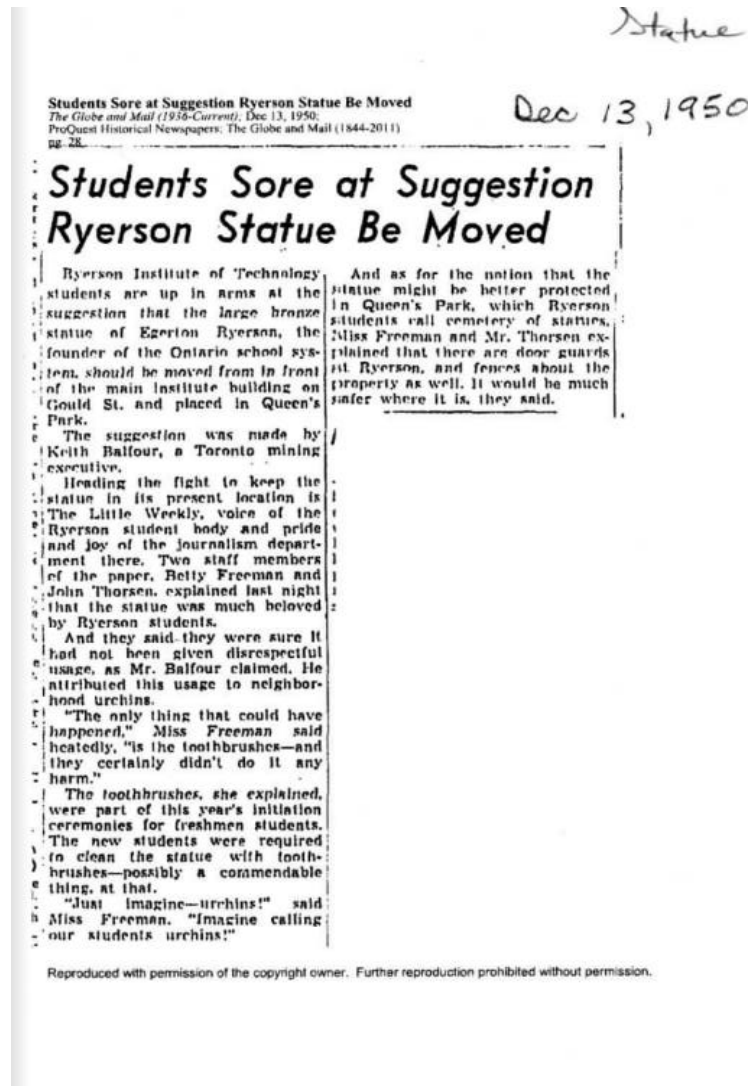 Statue
Dec 13, 1950
Students Sore at Suggestion Ryerson Statue Be Moved
The Globe and Mail (1936-Current); Dec 13, 1950;
ProQuest Historical Newspapers: The Globe and Mail (1844-2011)
pg. 28
Students Sore at Suggestion
Ryerson Statue Be Moved
Ryerson Institute of Technology
students are up in arms at the
suggestion that the large bronze
statue of Egerton Ryerson, the
founder of the Ontario school sys-
tem, should be moved from in front
of the main institute building on
Gould St. and placed in Queen's
Park.
The suggestion was made by
Keith Balfour, a Toronto mining
executive.
Heading the fight to keep the
statue in its present location is
The Little Weekly, voice of the
Ryerson student body and pride
and joy of the journalism depart-
ment there. Two staff members
of the paper, Betty Freeman and
John Thorsen, explained last night
that the statue was much beloved
by Ryerson students.
And they said they were sure it
had not been given disrespectful
usage, as Mr. Balfour claimed. He
attributed this usage to neighbor-
hood urchins.
"The only thing that could have
happened," Miss Freeman said
heatedly, "is the toothbrushes—and
they certainly didn't do it any
harm."
The toothbrushes, she explained,
were part of this year's initiation
ceremonies for freshmen students.
The new students were required
to clean the statue with tooth-
brushes—possibly a commendable
thing, at that.
"Just imagine—urchins!" said
Miss Freeman. "Imagine calling
our students urchins!"
And as for the notion that the
statue might be better protected
in Queen's Park, which Ryerson
students call cemetery of statues,
Miss Freeman and Mr. Thorsen ex-
plained that there are door guards
at Ryerson, and fences about the
property as well. It would be much
safer where it is, they said.
Reproduced with permission of the copyright owner. Further reproduction prohibited without permission.